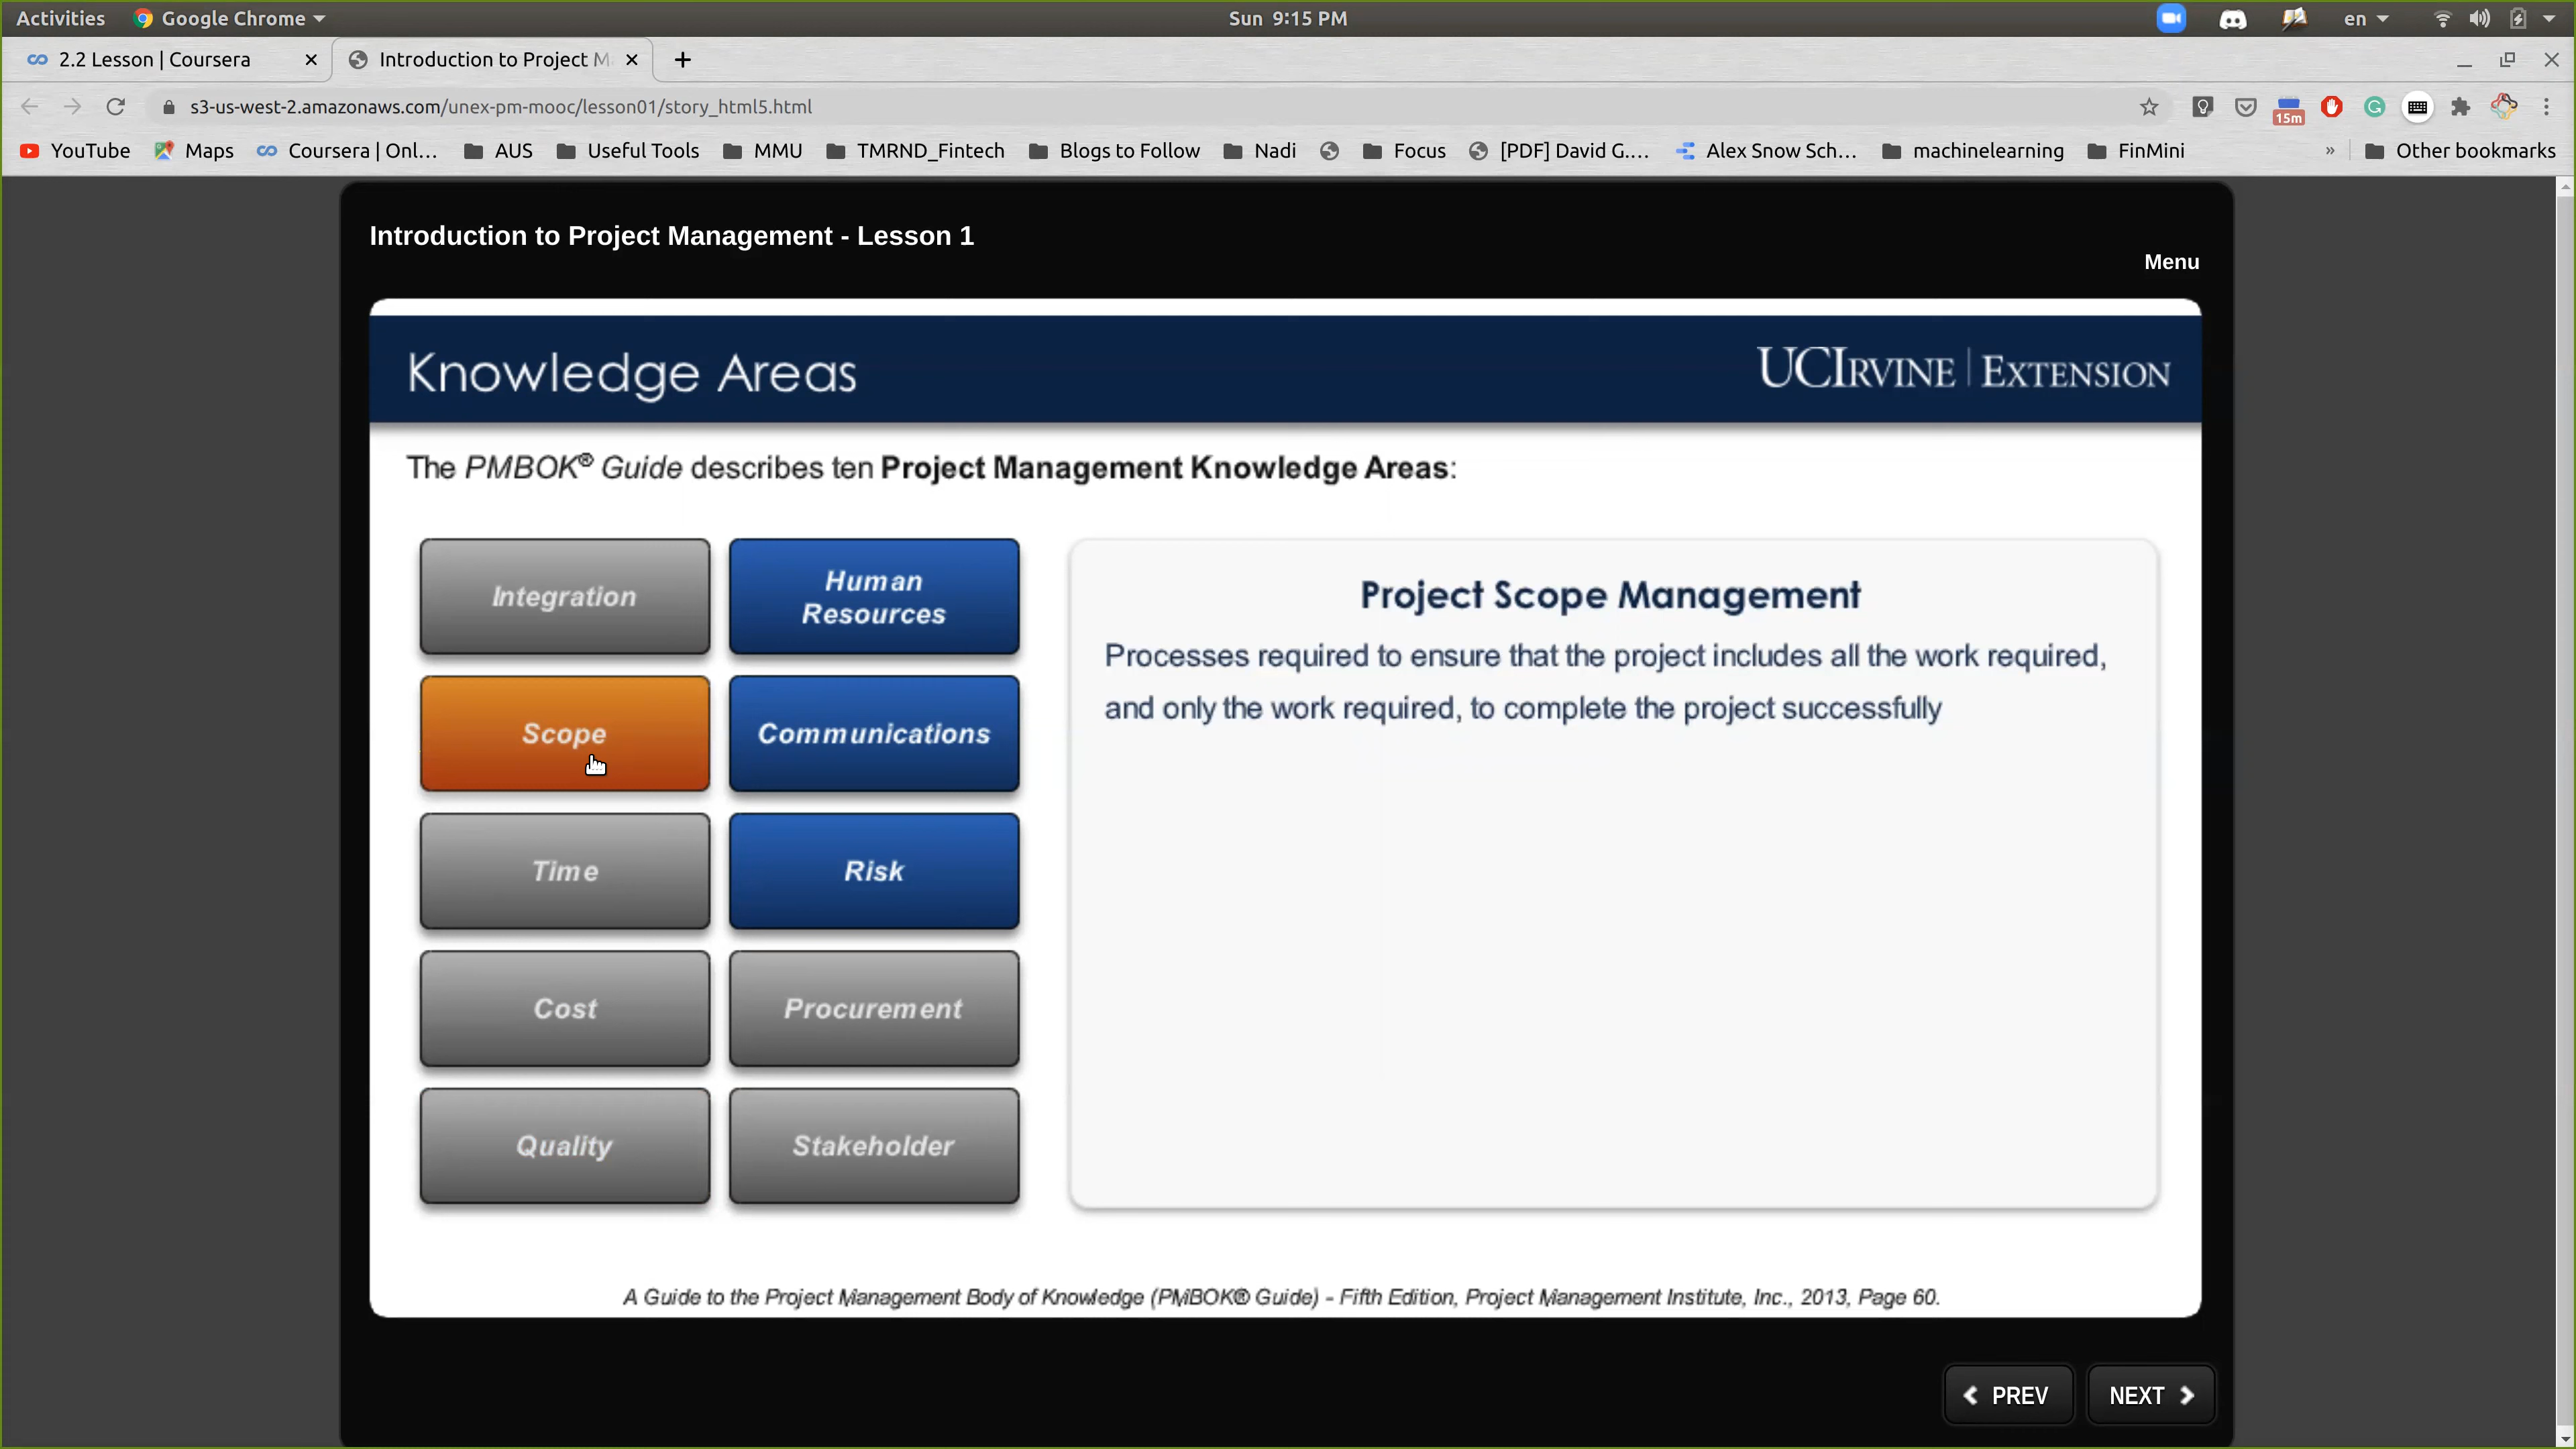 Activities Google Chrome Sun 9:15 PM en
2.2 Lesson | Coursera Introduction to Project M
s3-us-west-2.amazonaws.com/unex-pm-mooc/lesson01/story_html5.html 15m
YouTube Maps Coursera | Onl... AUS Useful Tools MMU TMRND_Fintech Blogs to Follow Nadi Focus [PDF] David G.... Alex Snow Sch... machinelearning FinMini » Other bookmarks
Introduction to Project Management - Lesson 1
Menu
Knowledge Areas UCIRVINE | EXTENSION
The PMBOK® Guide describes ten Project Management Knowledge Areas:
Integration
Human
Resources
Scope
Communications
Time
Risk
Cost
Procurement
Quality
Stakeholder
Project Scope Management
Processes required to ensure that the project includes all the work required,
and only the work required, to complete the project successfully
A Guide to the Project Management Body of Knowledge (PMBOK® Guide) - Fifth Edition, Project Management Institute, Inc., 2013, Page 60.
PREV NEXT